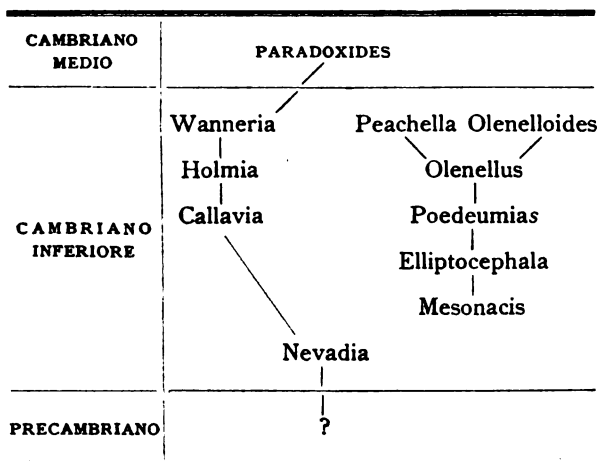 CAMBRIANO
MEDIO
PARADOXIDES
CAMBRIANO
INFERIORE
Wanneria
Peachella Olenelloides
Holmia
Olenellus
Callavia
Poedeumias
Elliptocephala
Mesonacis
Nevadia
PRECAMBRIANO
?